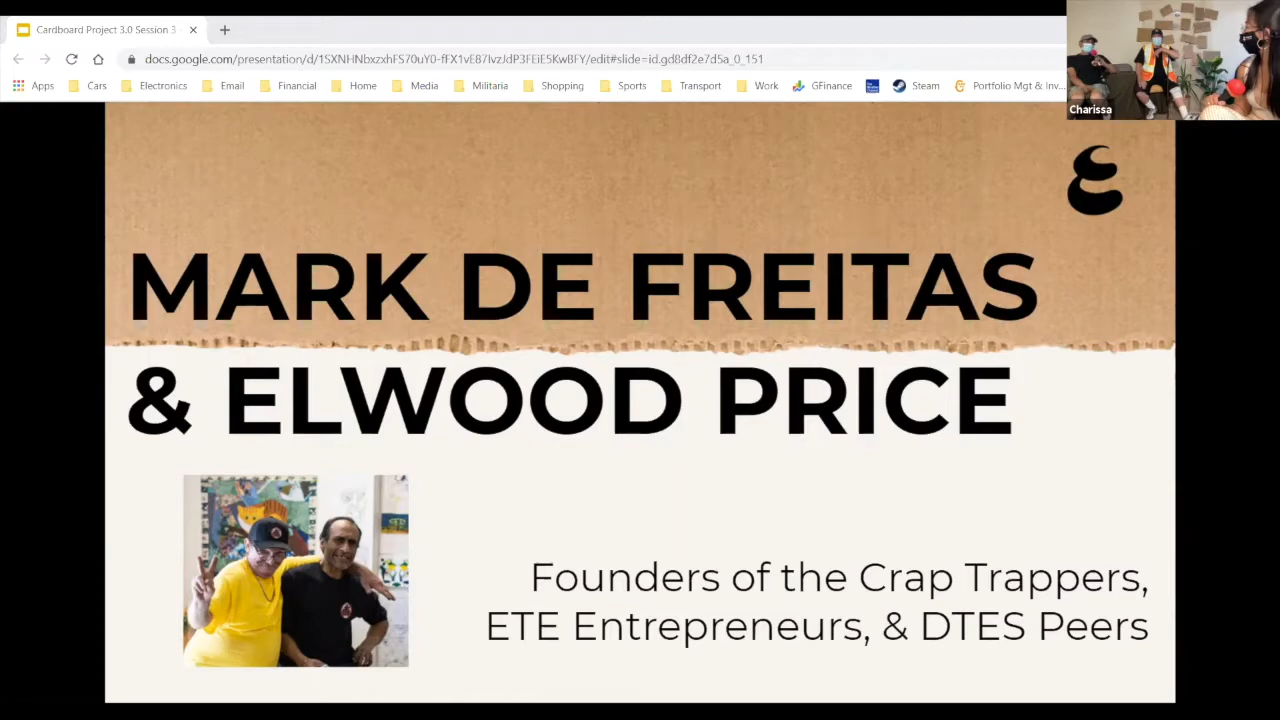 Cardboard Project 3.0 Session 3
docs.google.com/presentation/d/1SXNHNbxzxhFS70uY0-fFX1vE87IvzJdP3FEiE5KwBFY/edit#slide=id.gd8df2e7d5a_0_151
Apps Cars Electronics Email Financial Home Media Militaria Shopping Sports Transport Work GFinance Steam Portfolio Mgt & Inv...
Charissa
MARK DE FREITAS
& ELWOOD PRICE
Founders of the Crap Trappers,
ETE Entrepreneurs, & DTES Peers